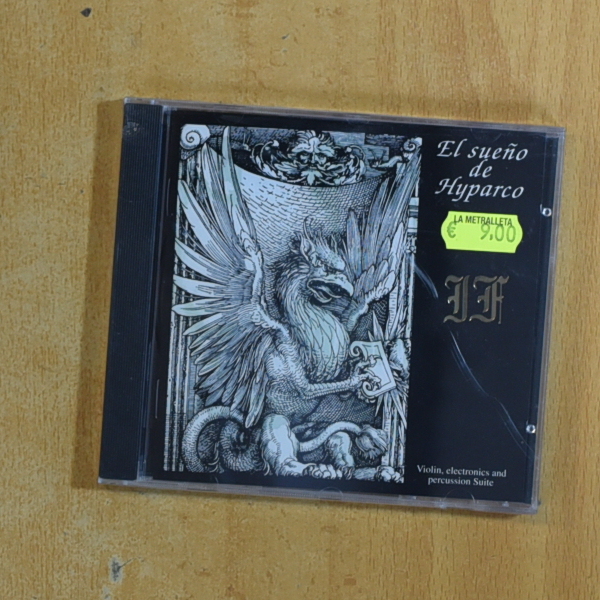 El sueño
de
Hyparco
LA METRALLETA
€ 9.00
IF
Violin, electronics and
percussion Suite